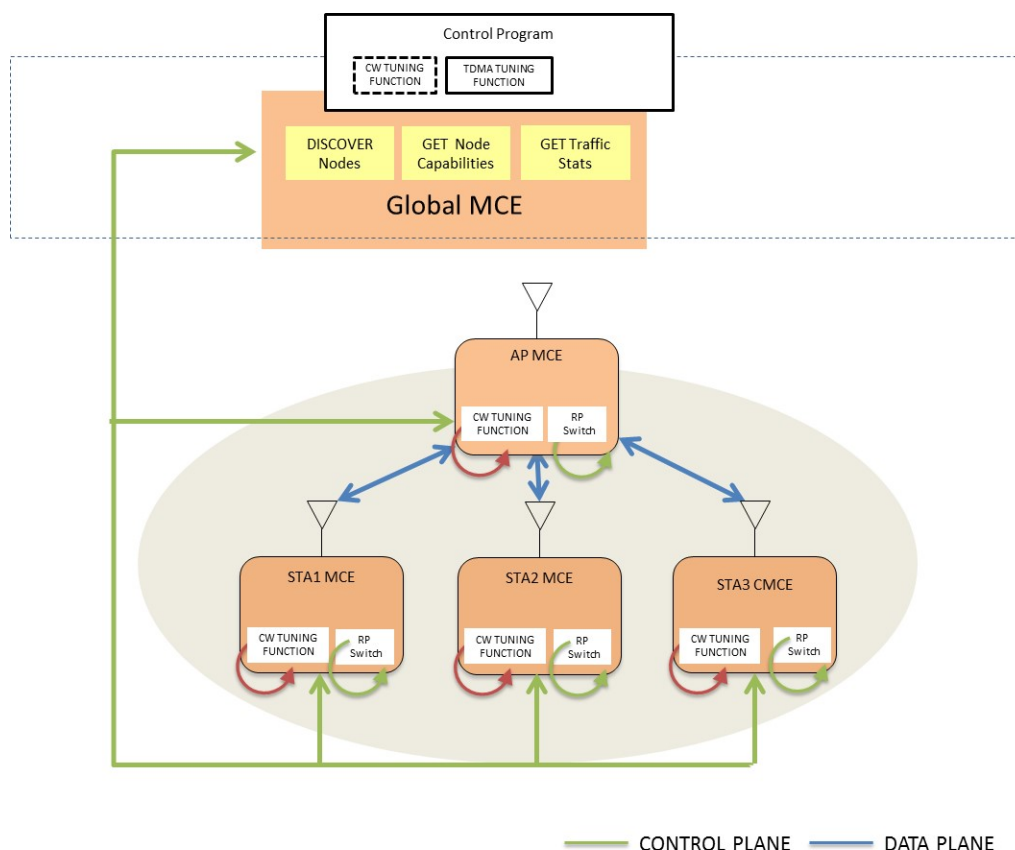 Control Program
CW TUNING
FUNCTION
TDMA TUNING
FUNCTION
DISCOVER
Nodes
GET Node
Capabilities
GET Traffic
Stats
Global MCE
AP MCE
CW TUNING
FUNCTION
RP
Switch
STA1 MCE
CW TUNING
FUNCTION
RP
Switch
STA2 MCE
CW TUNING
FUNCTION
RP
Switch
STA3 CMCE
CW TUNING
FUNCTION
RP
Switch
CONTROL PLANE
DATA PLANE